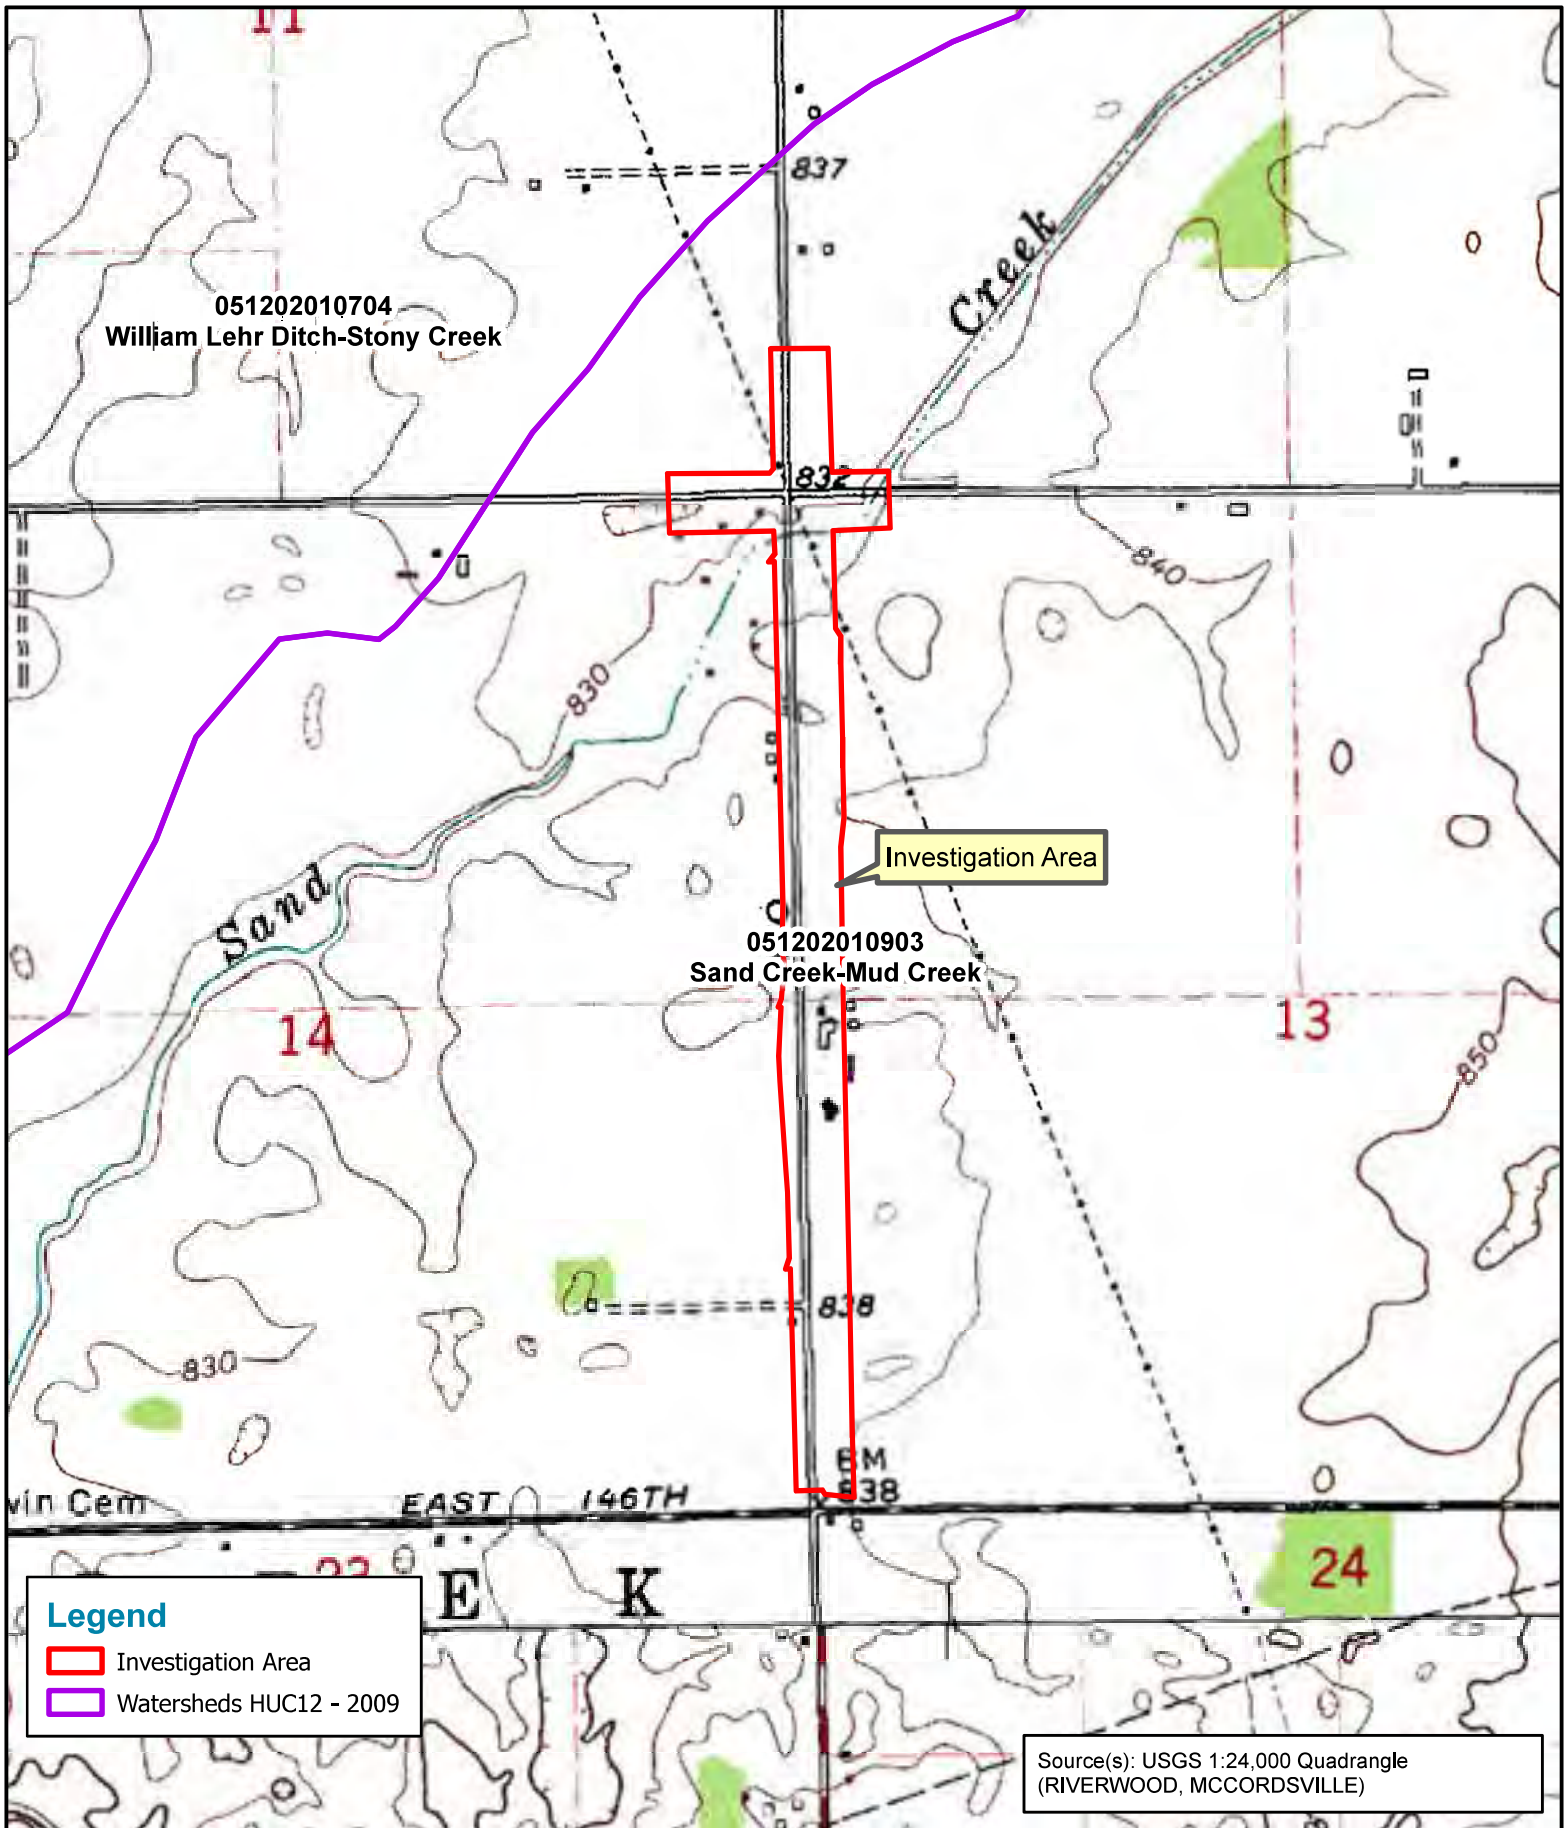 11
837
Creek
051202010704
William Lehr Ditch-Stony Creek
832
840
830
Investigation Area
Sand
051202010903
Sand Creek-Mud Creek
14
13
850
838
830
BM
838
Cem
EAST 146TH
24
E K
Legend
Investigation Area
Watersheds HUC12 - 2009
Source(s): USGS 1:24,000 Quadrangle
(RIVERWOOD, MCCORDSVILLE)